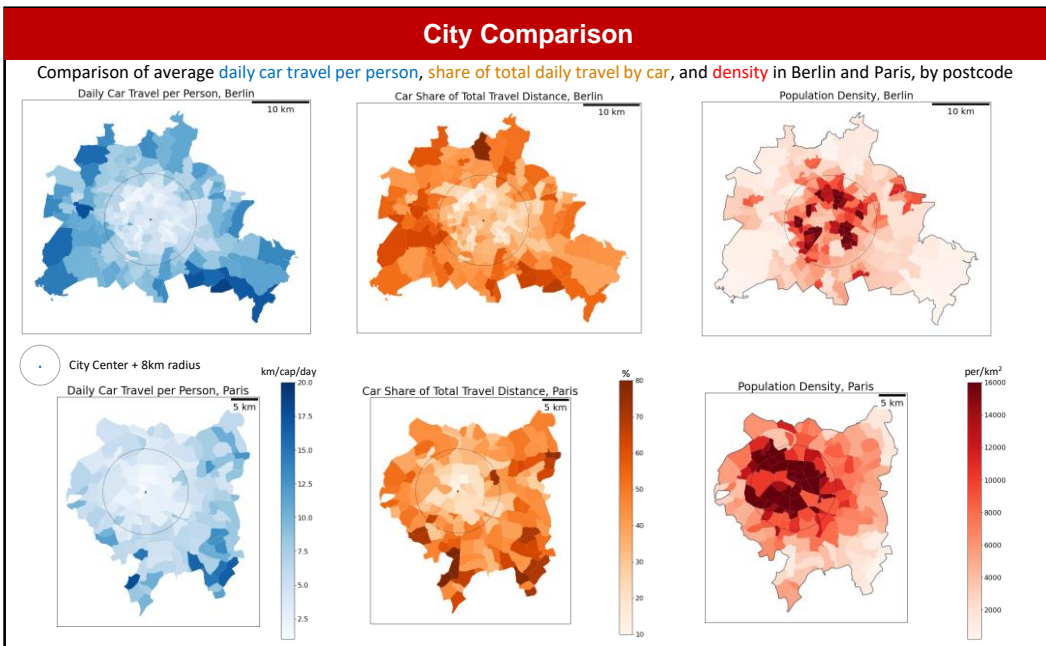 City Comparison
Comparison of average daily car travel per person, share of total daily travel by car, and density in Berlin and Paris, by postcode
Daily Car Travel per Person, Berlin
10 km
Car Share of Total Travel Distance, Berlin
10 km
Population Density, Berlin
10 km
City Center + 8km radius
km/cap/day
Daily Car Travel per Person, Paris
5 km
20.0
17.5
15.0
12.5
10.0
7.5
5.0
2.5
%
Car Share of Total Travel Distance, Paris
5 km
80
70
60
50
40
30
20
10
per/km²
Population Density, Paris
5 km
16000
14000
12000
10000
8000
6000
4000
2000